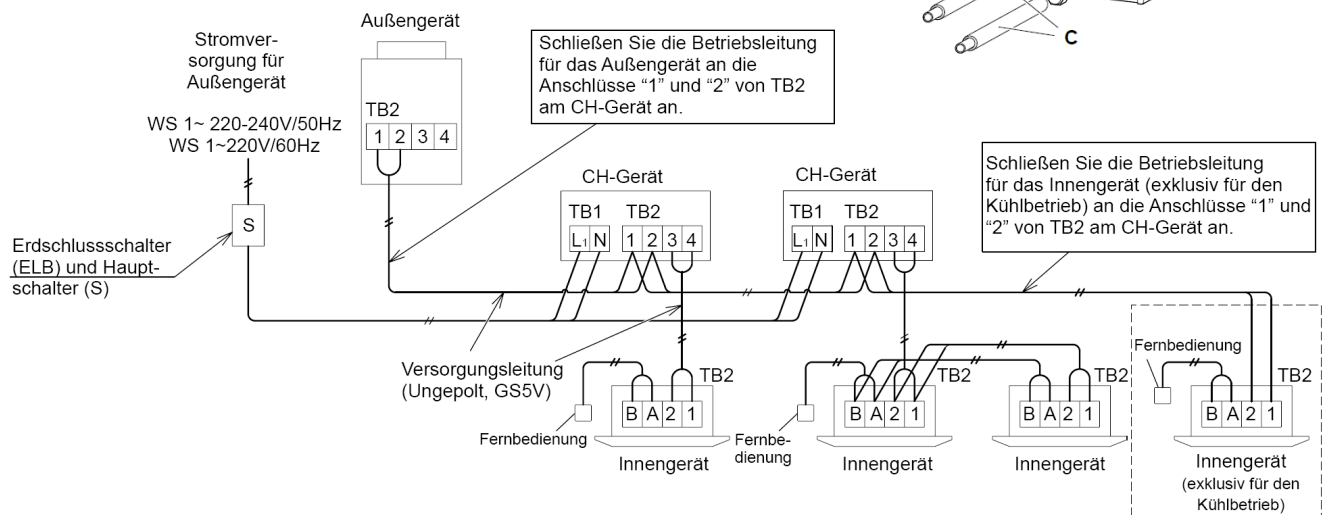 C
Außengerät
Stromver-
sorgung für
Außengerät
WS 1~ 220-240V/50Hz
WS 1~220V/60Hz
TB2
1 2 3 4
Schließen Sie die Betriebsleitung
für das Außengerät an die
Anschlüsse “1” und “2” von TB2
am CH-Gerät an.
CH-Gerät
TB1 TB2
L1 N 1 2 3 4
CH-Gerät
TB1 TB2
L1 N 1 2 3 4
Schließen Sie die Betriebsleitung
für das Innengerät (exklusiv für den
Kühlbetrieb) an die Anschlüsse “1” und
“2” von TB2 am CH-Gerät an.
S
Erdschlussschalter
(ELB) und Haupt-
schalter (S)
Versorgungsleitung
(Ungepolt, GS5V)
TB2
B A 2 1
Fernbedienung
Innengerät
TB2
B A 2 1
Fernbe-
dienung
Innengerät
TB2
B A 2 1
Innengerät
Fernbedienung
TB2
B A 2 1
Innengerät
(exklusiv für den
Kühlbetrieb)